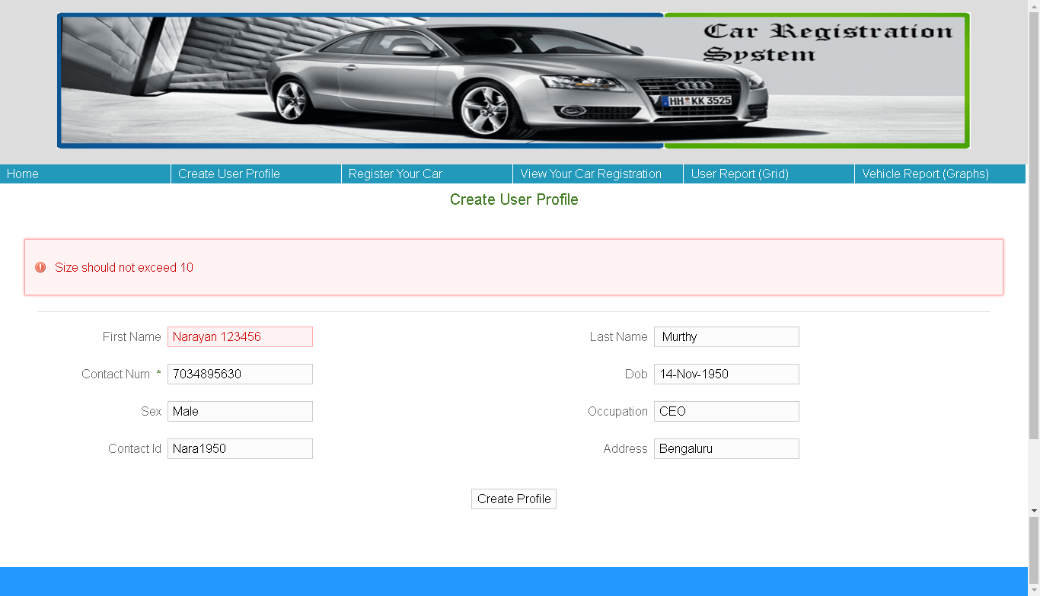 Car Registration
System
HH KK 3525
Home Create User Profile Register Your Car View Your Car Registration User Report (Grid) Vehicle Report (Graphs)
Create User Profile
Size should not exceed 10
First Name Narayan 123456 Last Name Murthy
Contact Num * 7034895630 Dob 14-Nov-1950
Sex Male Occupation CEO
Contact Id Nara1950 Address Bengaluru
Create Profile